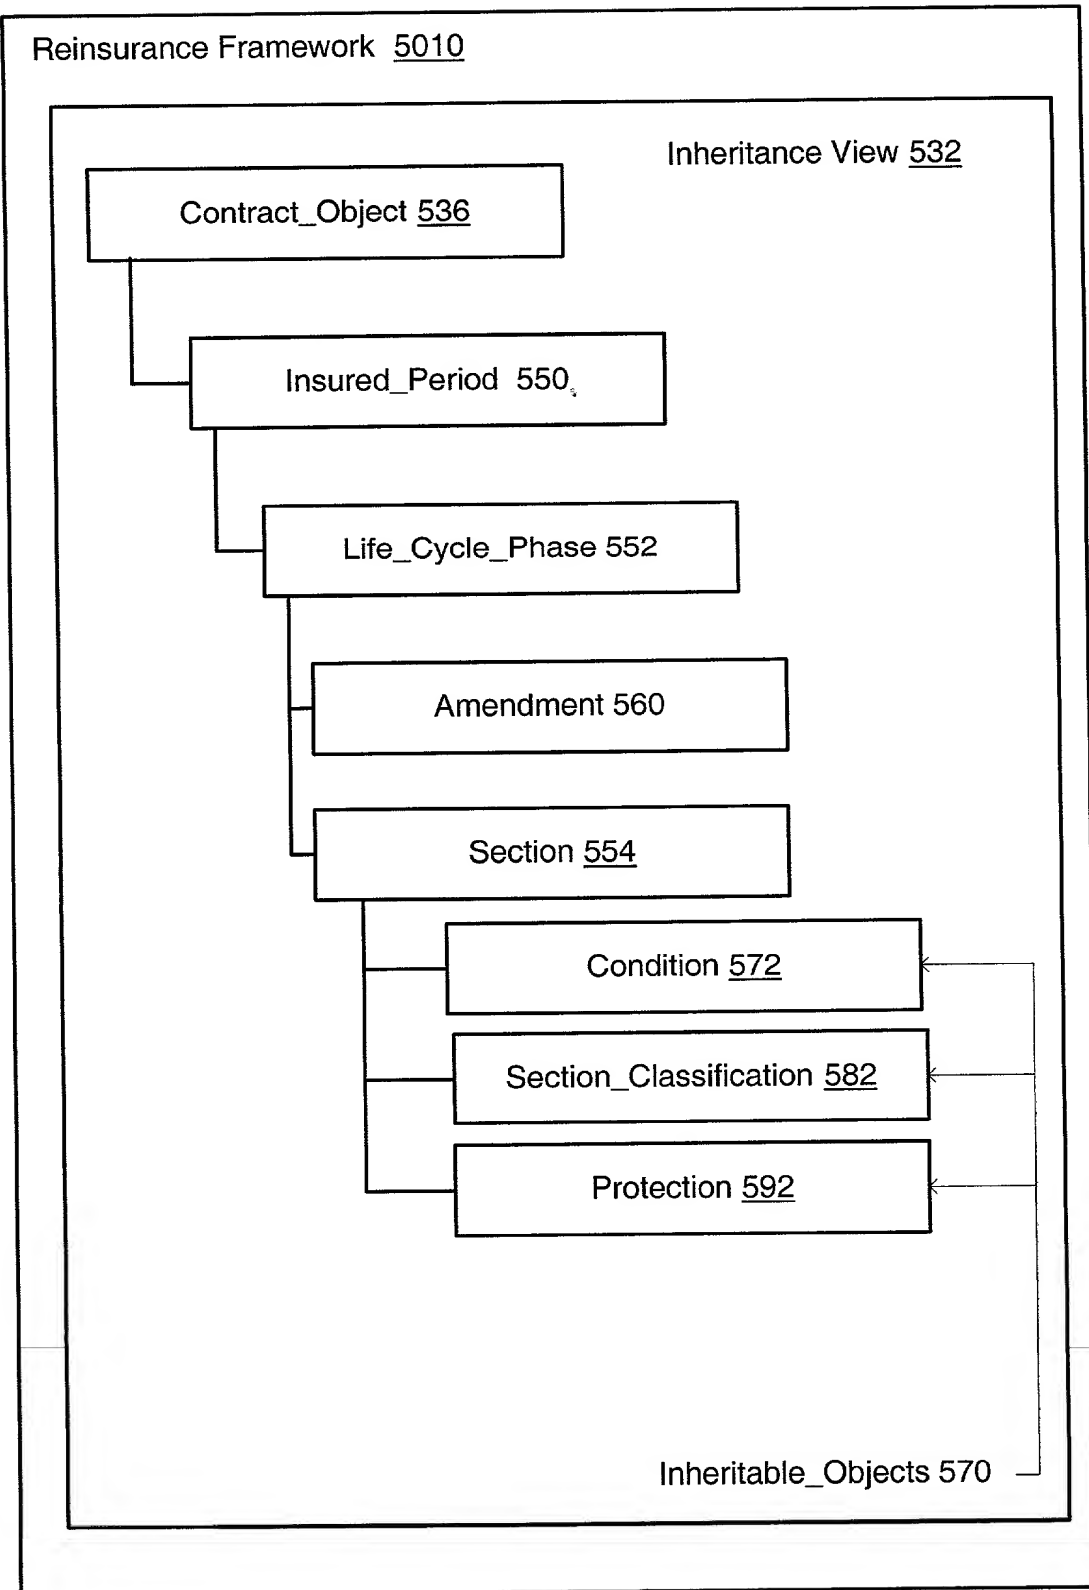 Reinsurance Framework 5010
Inheritance View 532
Contract_Object 536
Insured_Period 550
Life_Cycle_Phase 552
Amendment 560
Section 554
Condition 572
Section_Classification 582
Protection 592
Inheritable_Objects 570